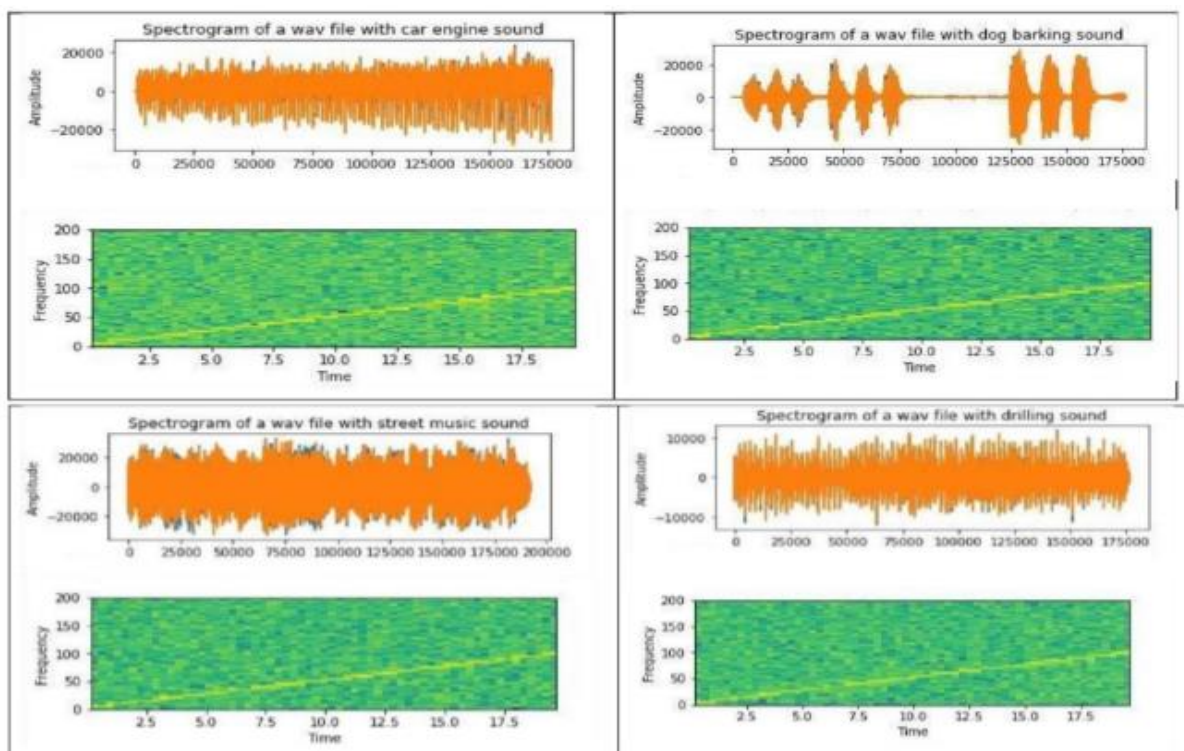 Spectrogram of a wav file with car engine sound
20000
0
−20000
Amplitude
0 25000 50000 75000 100000 125000 150000 175000
200
150
100
50
0
Frequency
2.5 5.0 7.5 10.0 12.5 15.0 17.5
Time
Spectrogram of a wav file with dog barking sound
20000
0
−20000
Amplitude
0 25000 50000 75000 100000 125000 150000 175000
200
150
100
50
0
Frequency
2.5 5.0 7.5 10.0 12.5 15.0 17.5
Time
Spectrogram of a wav file with street music sound
20000
0
−20000
Amplitude
0 25000 50000 75000 100000 125000 150000 175000 200000
200
150
100
50
0
Frequency
2.5 5.0 7.5 10.0 12.5 15.0 17.5
Time
Spectrogram of a wav file with drilling sound
10000
0
−10000
Amplitude
0 25000 50000 75000 100000 125000 150000 175000
200
150
100
50
0
Frequency
2.5 5.0 7.5 10.0 12.5 15.0 17.5
Time